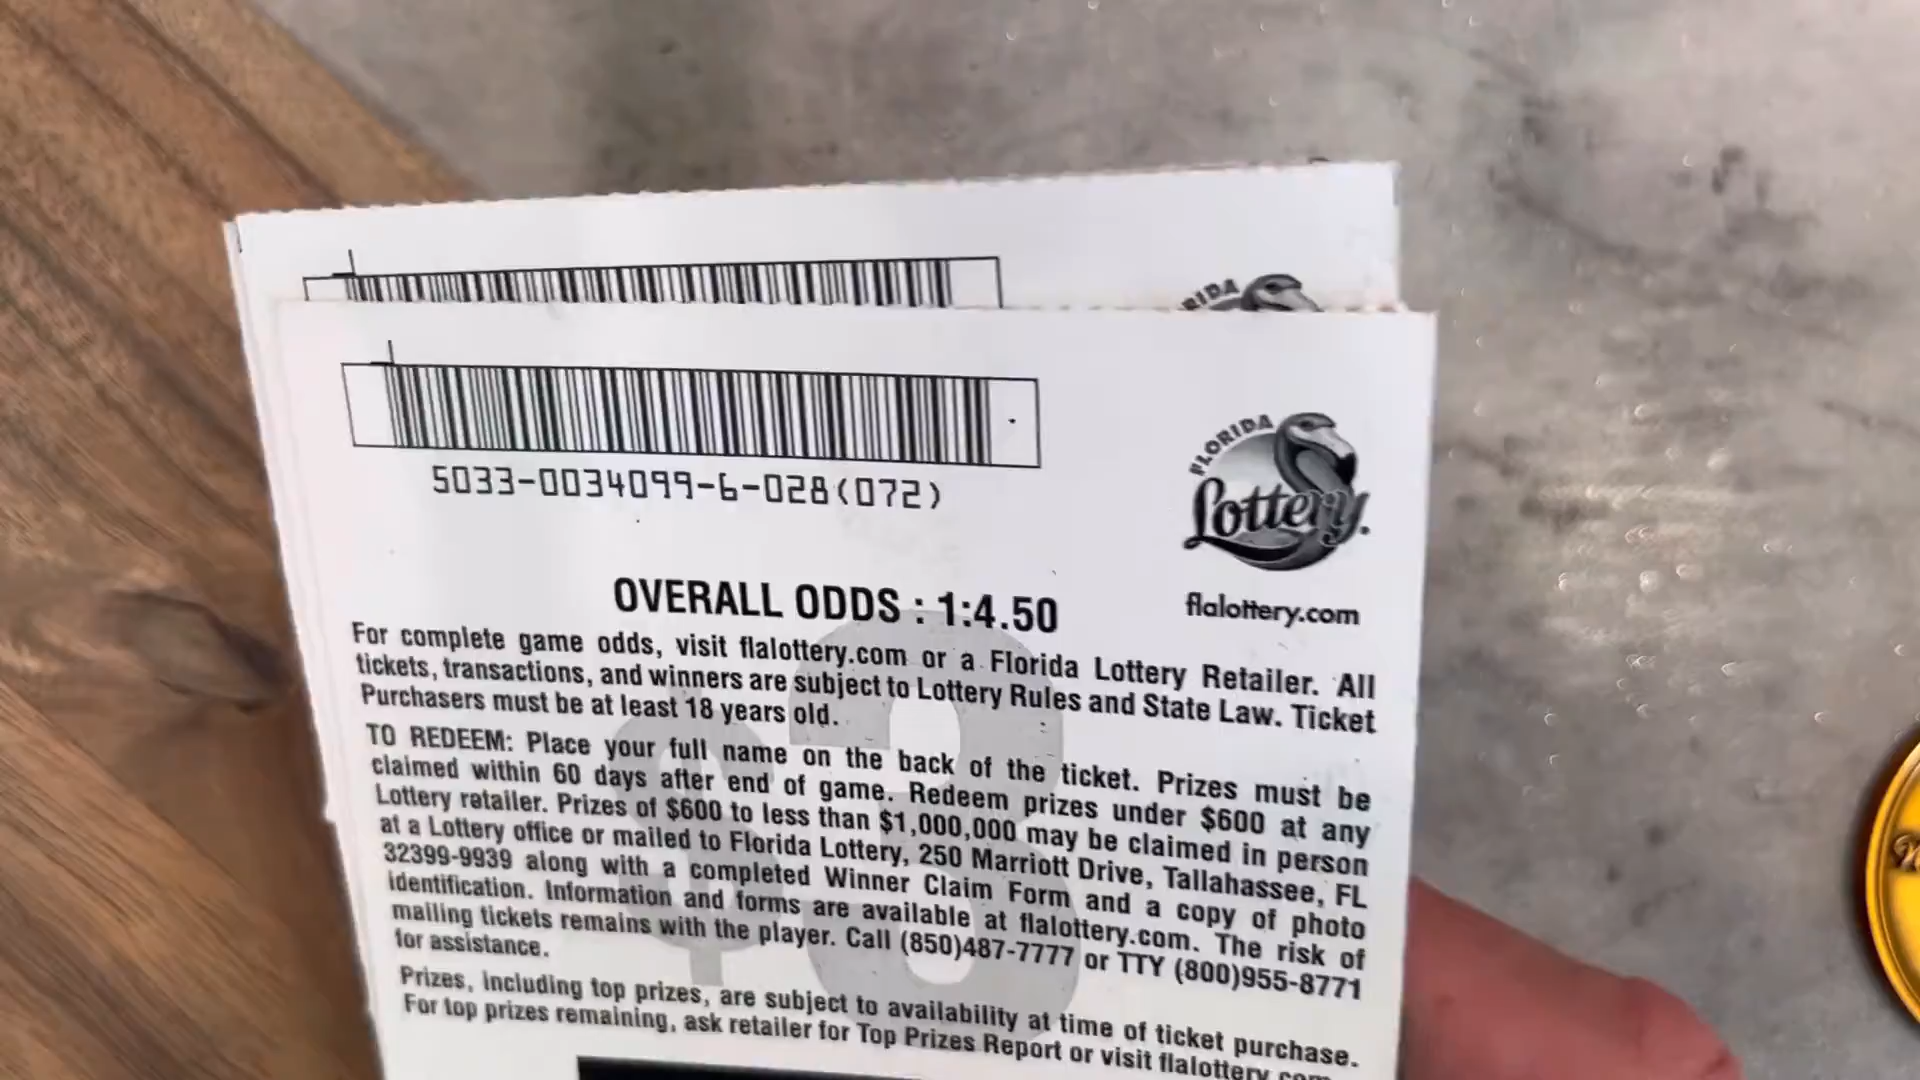 RIDA
5033-0034099-6-028(072)
FLORIDA
Lottery.
flalottery.com
OVERALL ODDS : 1:4.50
For complete game odds, visit flalottery.com or a Florida Lottery Retailer. All
tickets, transactions, and winners are subject to Lottery Rules and State Law. Ticket
Purchasers must be at least 18 years old.
TO REDEEM: Place your full name on the back of the ticket. Prizes must be
claimed within 60 days after end of game. Redeem prizes under $600 at any
Lottery retailer. Prizes of $600 to less than $1,000,000 may be claimed in person
at a Lottery office or mailed to Florida Lottery, 250 Marriott Drive, Tallahassee, FL
32399-9939 along with a completed Winner Claim Form and a copy of photo
identification. Information and forms are available at flalottery.com. The risk of
mailing tickets remains with the player. Call (850)487-7777 or TTY (800)955-8771
for assistance.
Prizes, including top prizes, are subject to availability at time of ticket purchase.
For top prizes remaining, ask retailer for Top Prizes Report or visit flalottery.com.
$3